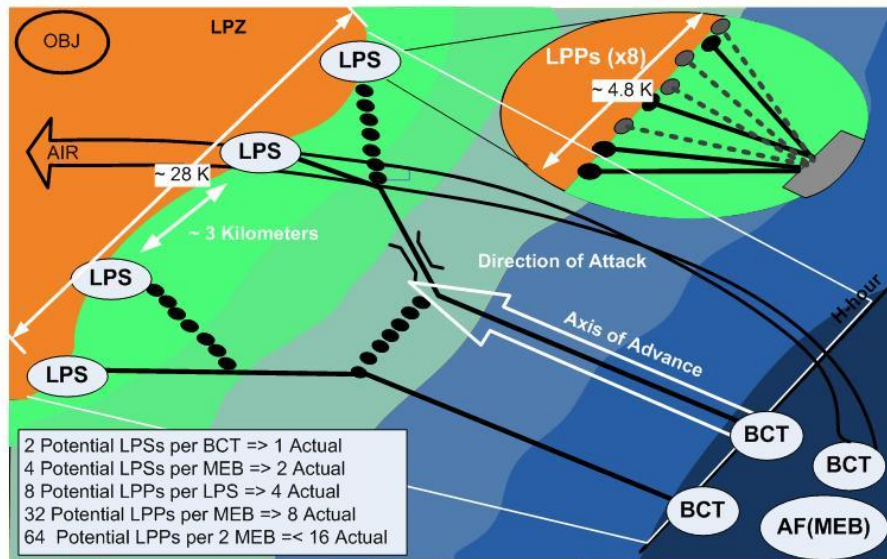 OBJ
LPZ
LPS
LPPs (x8)
~ 4.8 K
AIR
LPS
~ 28 K
~ 3 Kilometers
LPS
Direction of Attack
H-hour
Axis of Advance
LPS
BCT
BCT
BCT
AF(MEB)
2 Potential LPSs per BCT => 1 Actual
4 Potential LPSs per MEB => 2 Actual
8 Potential LPPs per LPS => 4 Actual
32 Potential LPPs per MEB => 8 Actual
64 Potential LPPs per 2 MEB =< 16 Actual